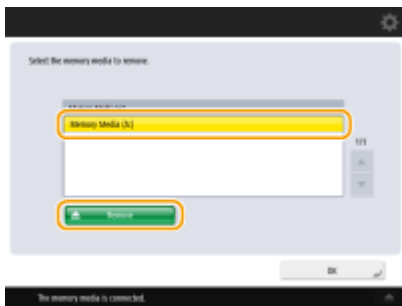 Select the memory media to remove.
Memory Media (A:)
1/1
Remove
OK
The memory media is connected.